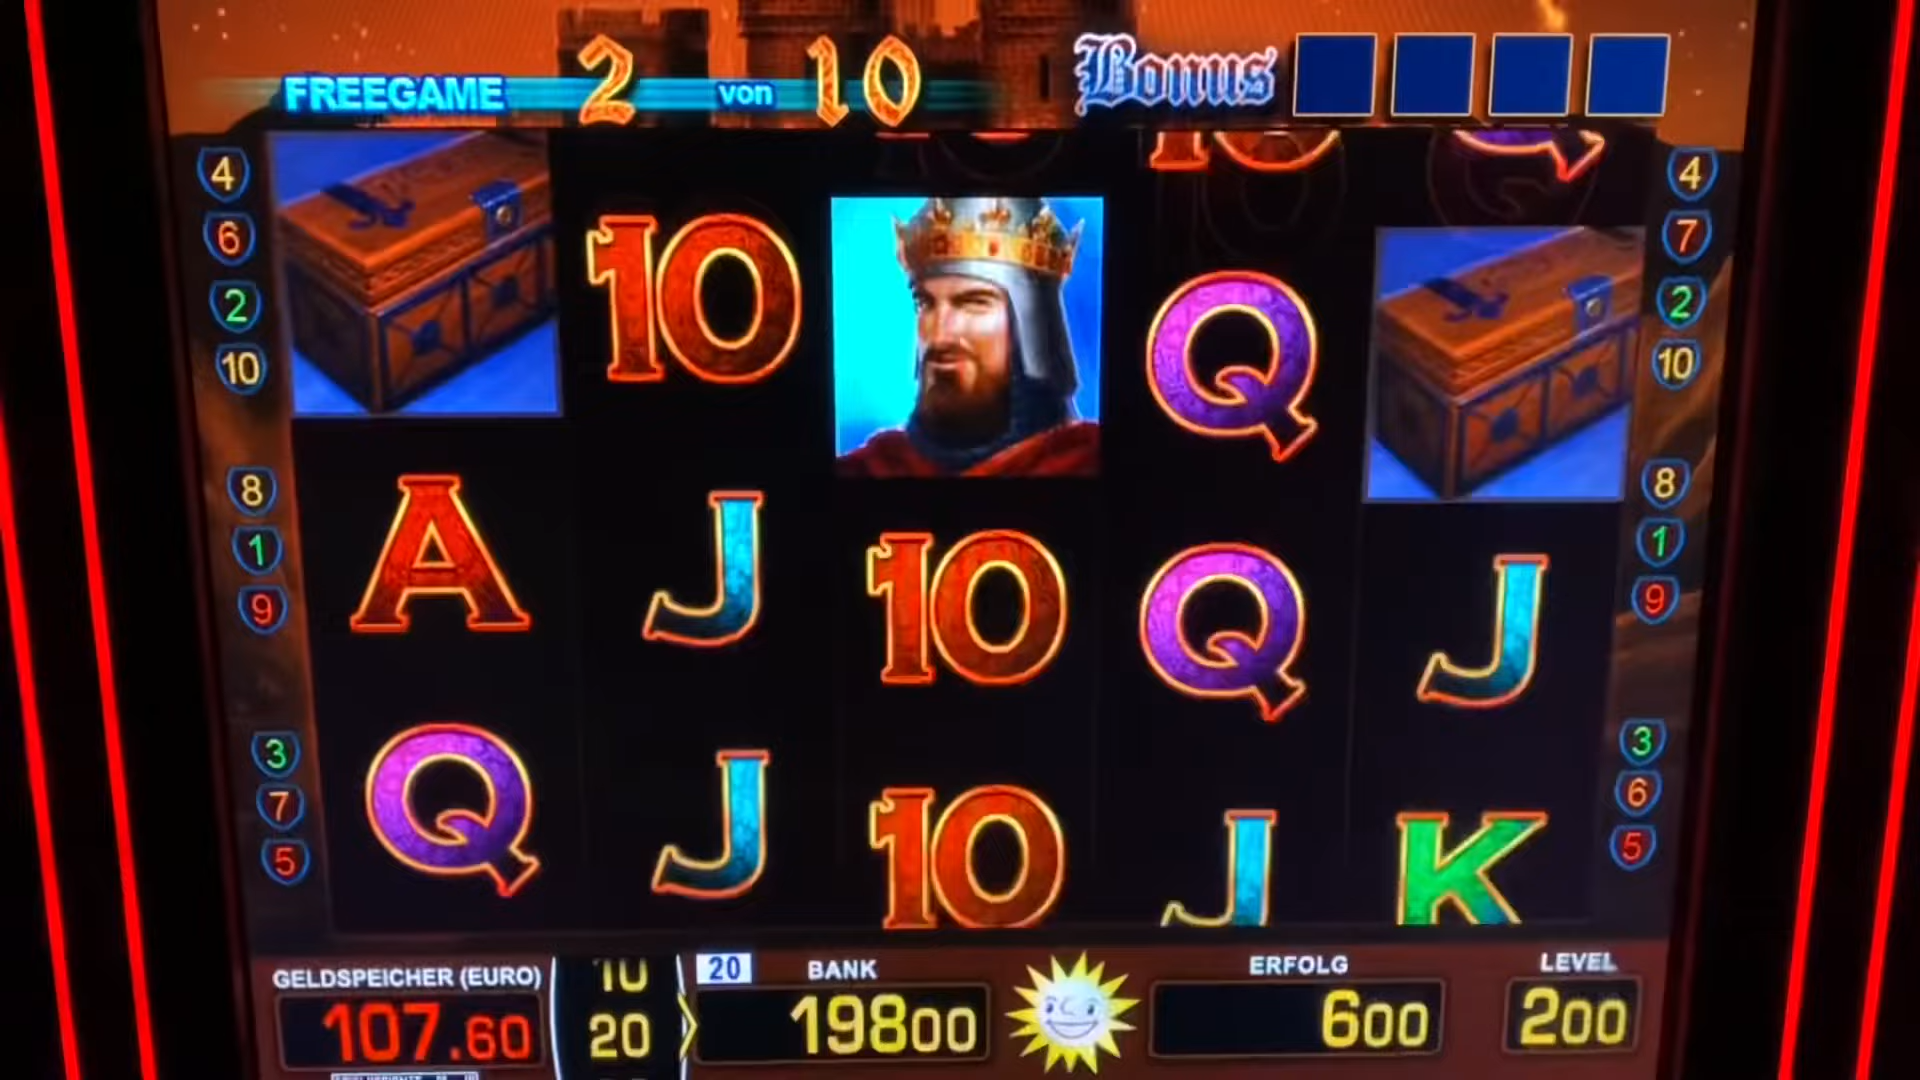 FREEGAME 2 von 10 Bonus
4 4
6 10 7
2 Q 2
10 10
8 8
1 A J 10 Q J 1
9 9
3 3
7 Q J 10 J K 6
5 5
GELDSPEICHER (EURO) 10 20 BANK ERFOLG LEVEL
107.60 20 19800 600 200